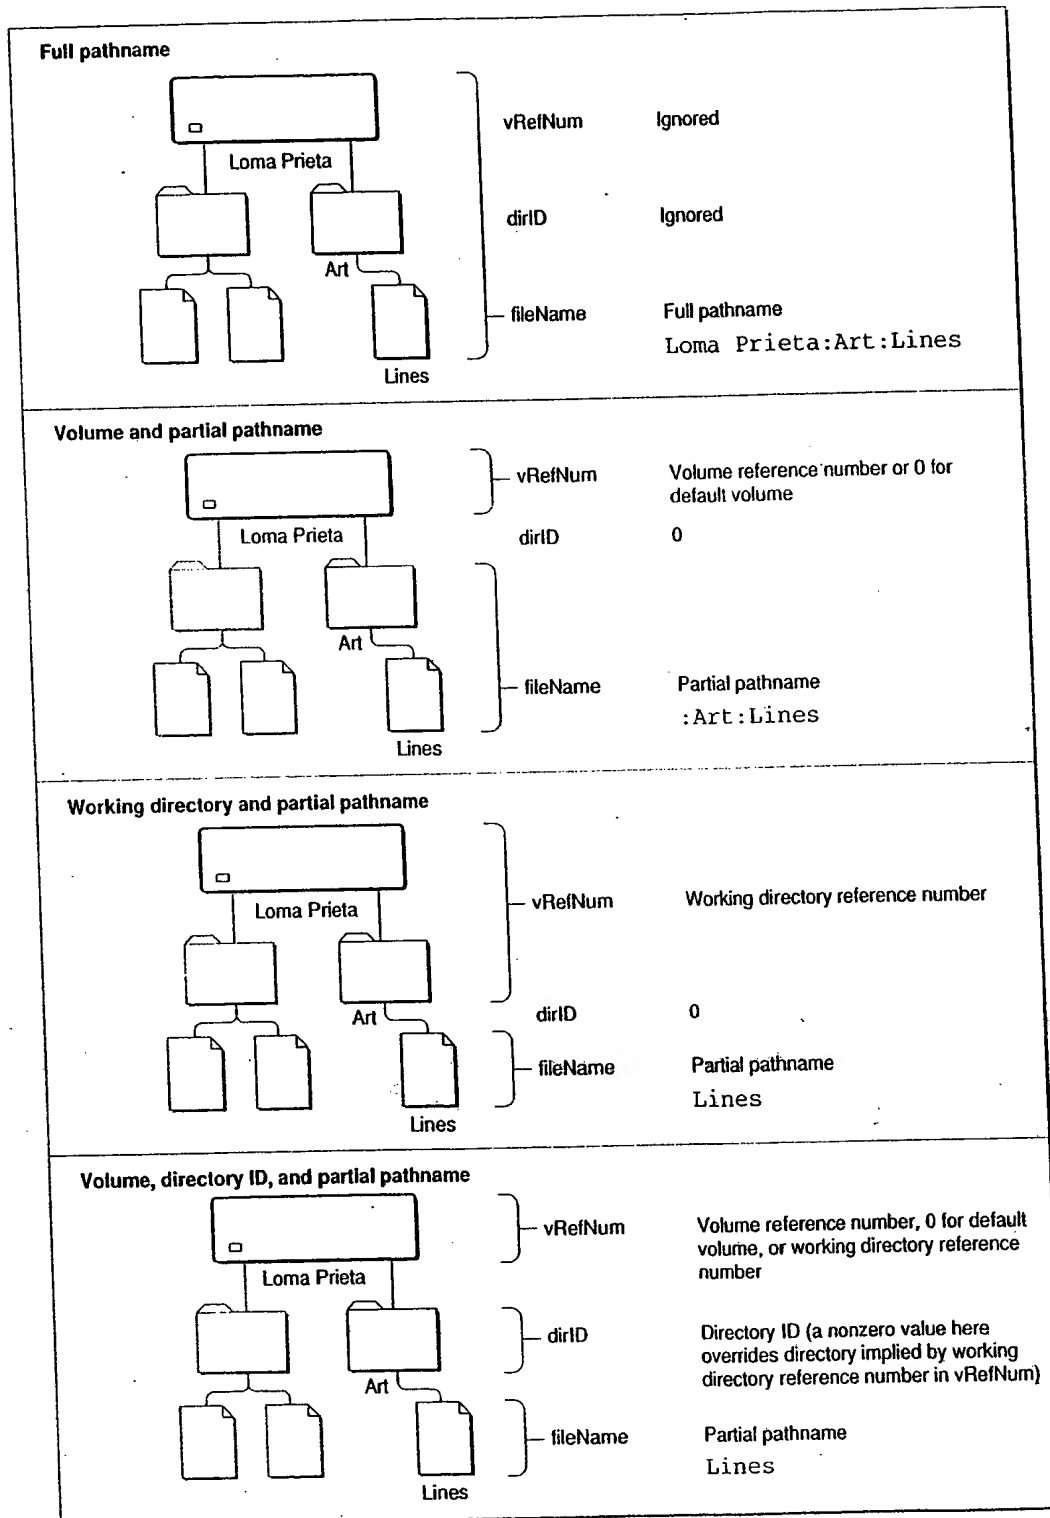 Full pathname
vRefNum Ignored
Loma Prieta
dirID Ignored
Art
fileName Full pathname
Loma Prieta:Art:Lines
Lines
Volume and partial pathname
vRefNum Volume reference number or 0 for
default volume
Loma Prieta
dirID 0
Art
fileName Partial pathname
:Art:Lines
Lines
Working directory and partial pathname
vRefNum Working directory reference number
Loma Prieta
Art
dirID 0
fileName Partial pathname
Lines
Lines
Volume, directory ID, and partial pathname
vRefNum Volume reference number, 0 for default
volume, or working directory reference
number
Loma Prieta
dirID Directory ID (a nonzero value here
overrides directory implied by working
directory reference number in vRefNum)
Art
fileName Partial pathname
Lines
Lines